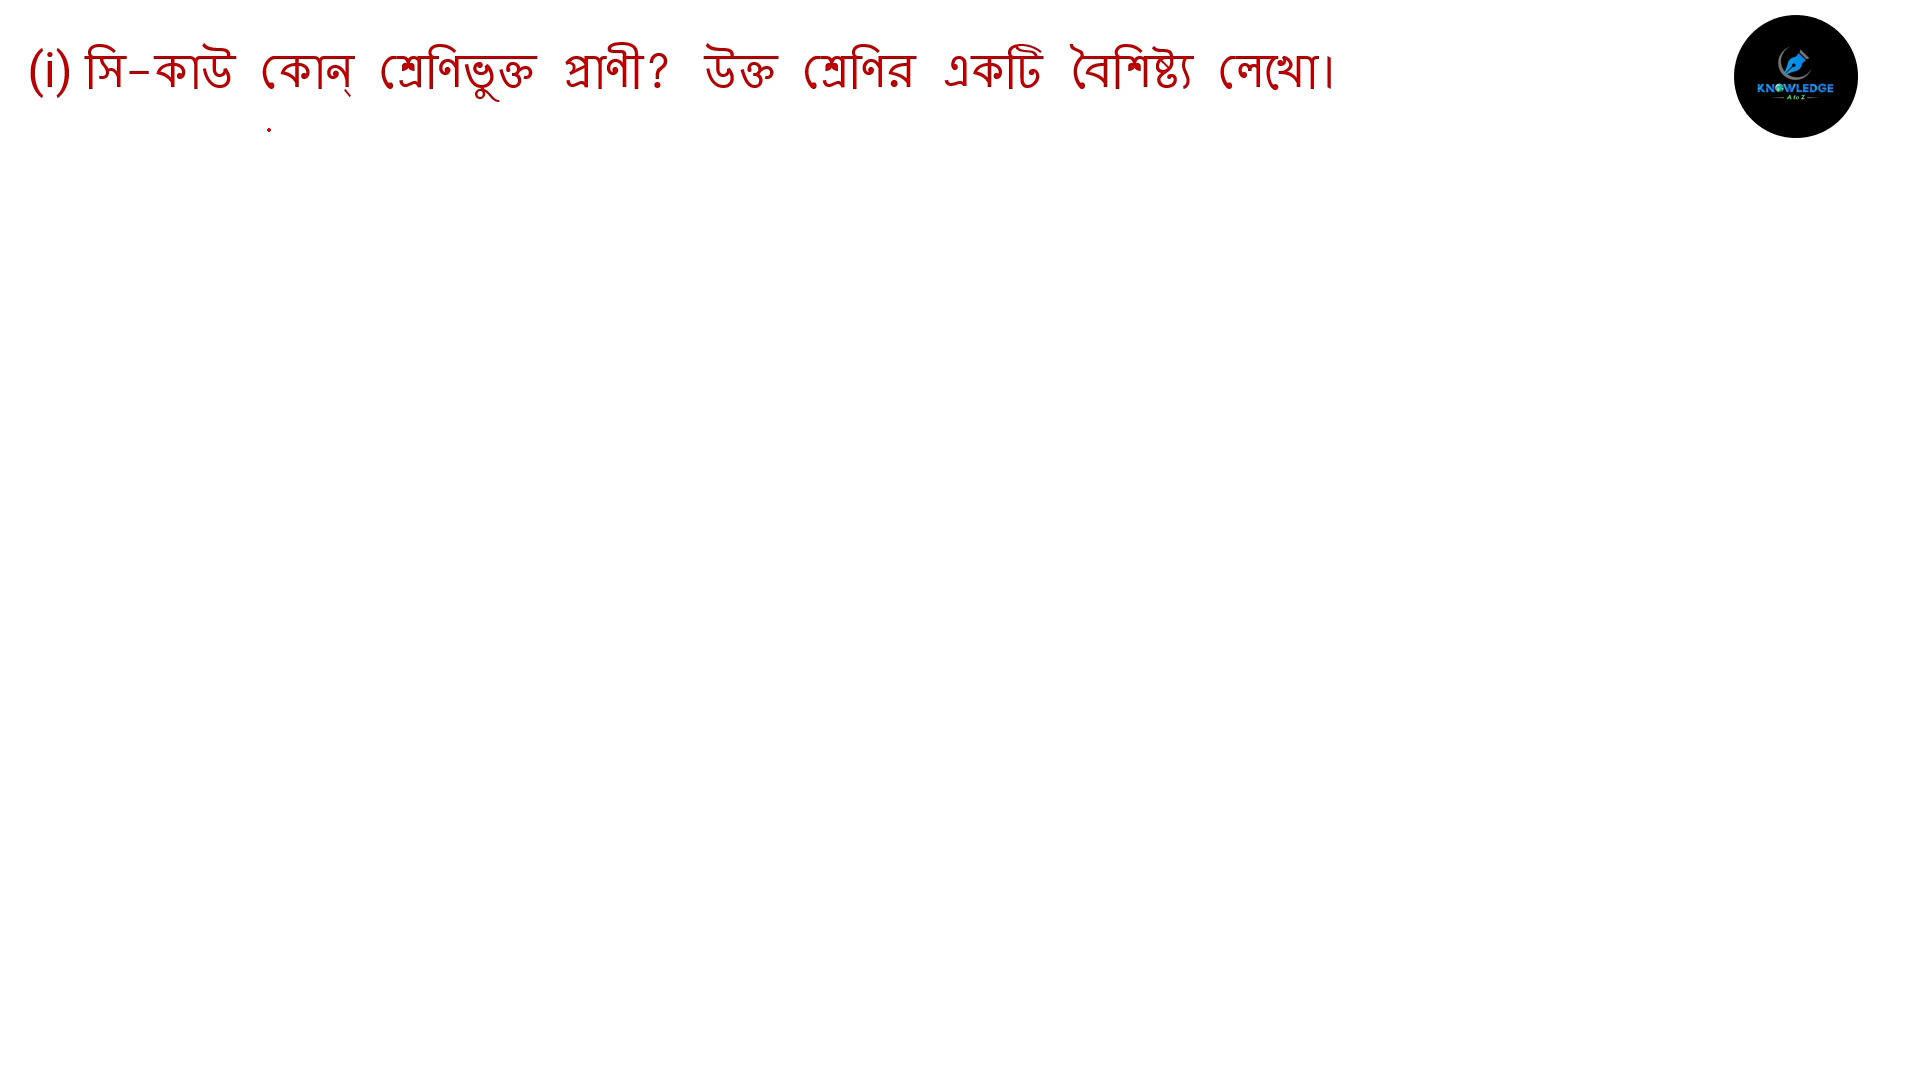 (i) সি-কাউ কোন্ শ্রেণিভুক্ত প্রাণী? উক্ত শ্রেণির একটি বৈশিষ্ট্য লেখো।
KNOWLEDGE
A to Z